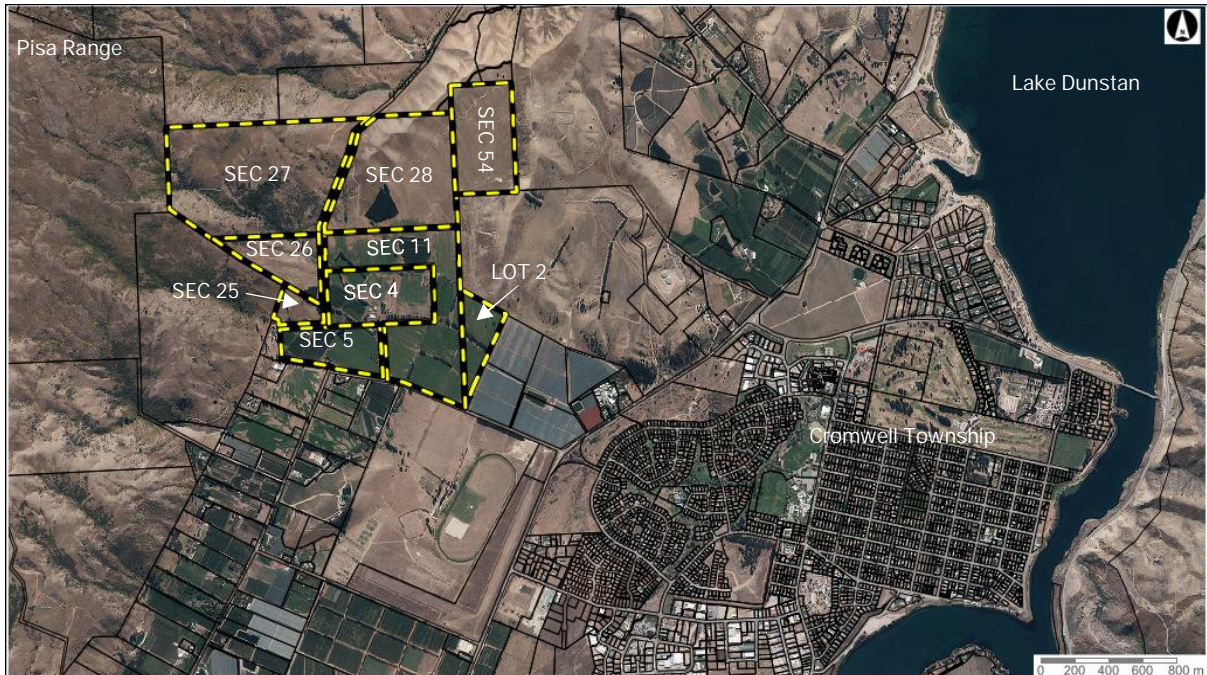 Pisa Range
N
Lake Dunstan
SEC 54
SEC 27
SEC 28
SEC 26
SEC 11
LOT 2
SEC 25
SEC 4
SEC 5
Cromwell Township
0 200 400 600 800 m